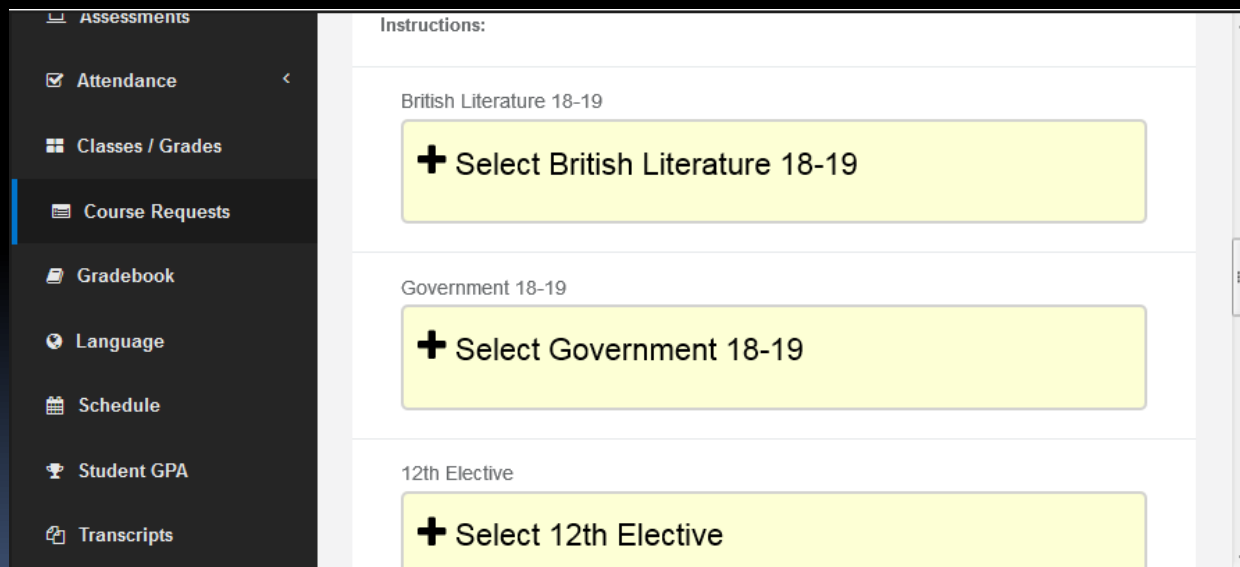 Assessments
Attendance
Classes / Grades
Course Requests
Gradebook
Language
Schedule
Student GPA
Transcripts
Instructions:
British Literature 18-19
Select British Literature 18-19
Government 18-19
Select Government 18-19
12th Elective
Select 12th Elective